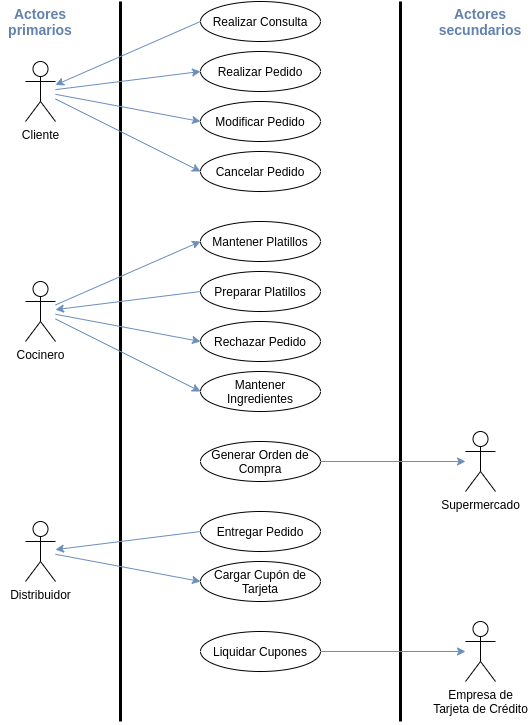 Actores
primarios
Actores
secundarios
Realizar Consulta
Realizar Pedido
Modificar Pedido
Cliente
Cancelar Pedido
Mantener Platillos
Preparar Platillos
Rechazar Pedido
Cocinero
Mantener
Ingredientes
Generar Orden de
Compra
Supermercado
Entregar Pedido
Cargar Cupón de
Tarjeta
Distribuidor
Liquidar Cupones
Empresa de
Tarjeta de Crédito